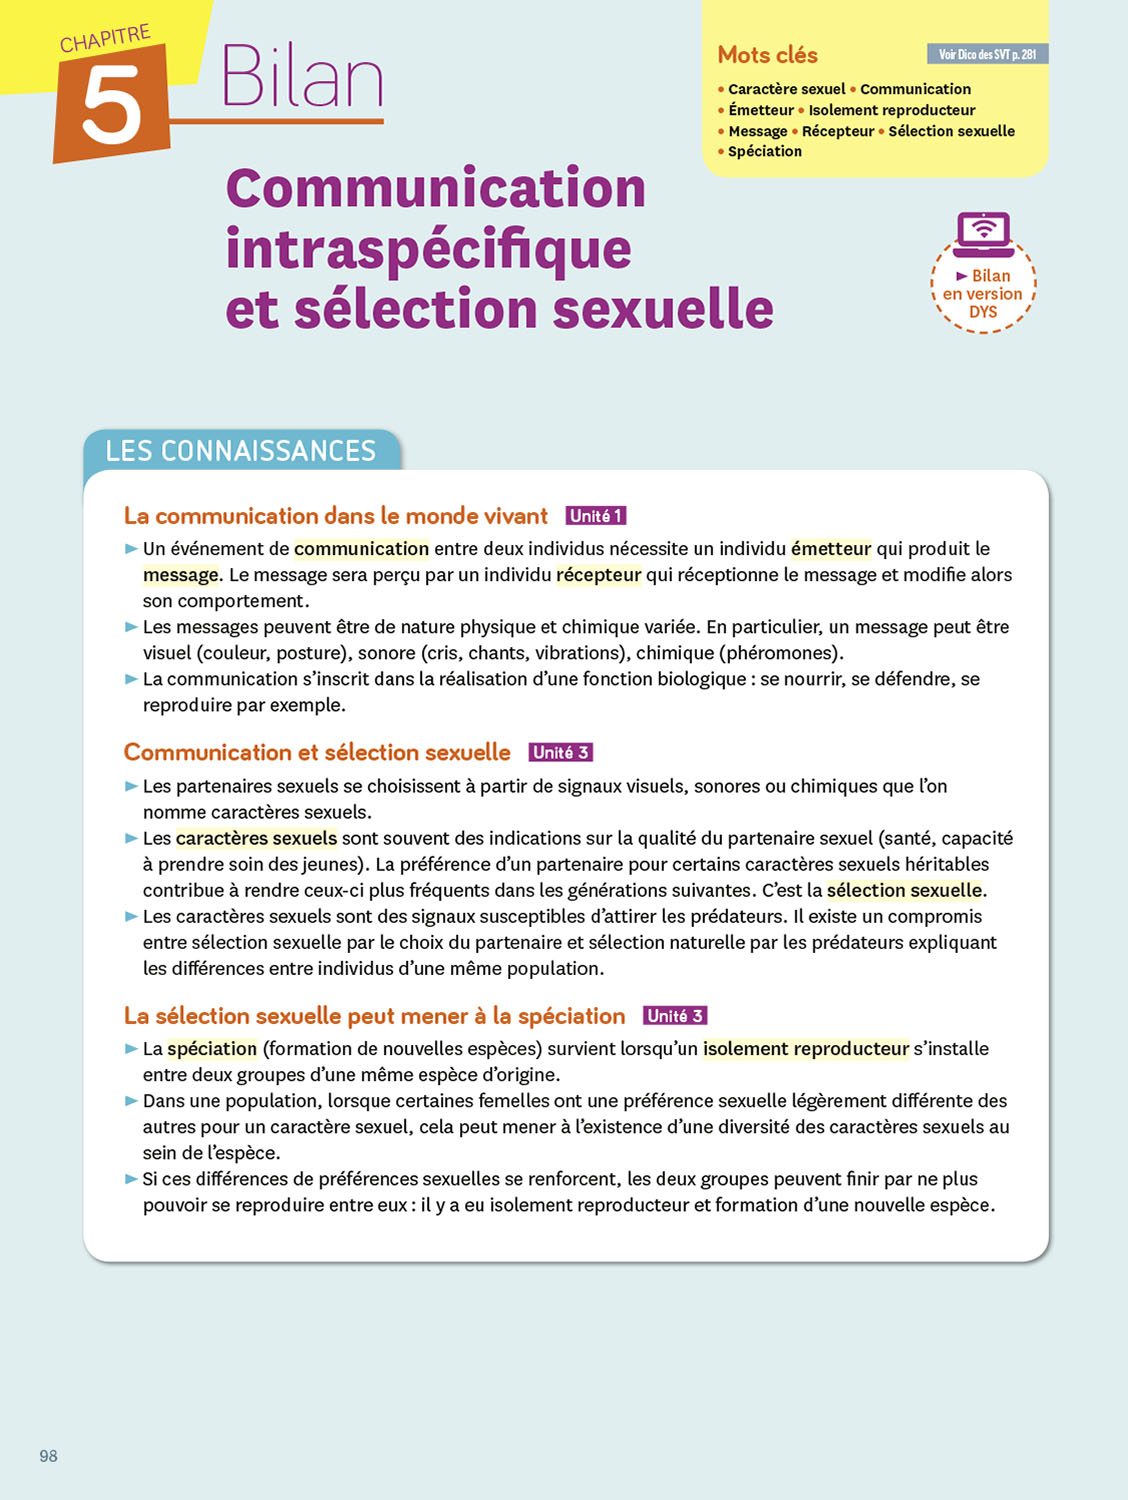 CHAPITRE
5
Bilan
Mots clés
Voir Dico des SVT p. 281
• Caractère sexuel • Communication
• Émetteur • Isolement reproducteur
• Message • Récepteur • Sélection sexuelle
• Spéciation
Communication
intraspécifique
et sélection sexuelle
► Bilan
en version
DYS
LES CONNAISSANCES
La communication dans le monde vivant Unité 1
► Un événement de communication entre deux individus nécessite un individu émetteur qui produit le
message. Le message sera perçu par un individu récepteur qui réceptionne le message et modifie alors
son comportement.
► Les messages peuvent être de nature physique et chimique variée. En particulier, un message peut être
visuel (couleur, posture), sonore (cris, chants, vibrations), chimique (phéromones).
► La communication s’inscrit dans la réalisation d’une fonction biologique : se nourrir, se défendre, se
reproduire par exemple.
Communication et sélection sexuelle Unité 3
► Les partenaires sexuels se choisissent à partir de signaux visuels, sonores ou chimiques que l’on
nomme caractères sexuels.
► Les caractères sexuels sont souvent des indications sur la qualité du partenaire sexuel (santé, capacité
à prendre soin des jeunes). La préférence d’un partenaire pour certains caractères sexuels héritables
contribue à rendre ceux-ci plus fréquents dans les générations suivantes. C’est la sélection sexuelle.
► Les caractères sexuels sont des signaux susceptibles d’attirer les prédateurs. Il existe un compromis
entre sélection sexuelle par le choix du partenaire et sélection naturelle par les prédateurs expliquant
les différences entre individus d’une même population.
La sélection sexuelle peut mener à la spéciation Unité 3
► La spéciation (formation de nouvelles espèces) survient lorsqu’un isolement reproducteur s’installe
entre deux groupes d’une même espèce d’origine.
► Dans une population, lorsque certaines femelles ont une préférence sexuelle légèrement différente des
autres pour un caractère sexuel, cela peut mener à l’existence d’une diversité des caractères sexuels au
sein de l’espèce.
► Si ces différences de préférences sexuelles se renforcent, les deux groupes peuvent finir par ne plus
pouvoir se reproduire entre eux : il y a eu isolement reproducteur et formation d’une nouvelle espèce.
98